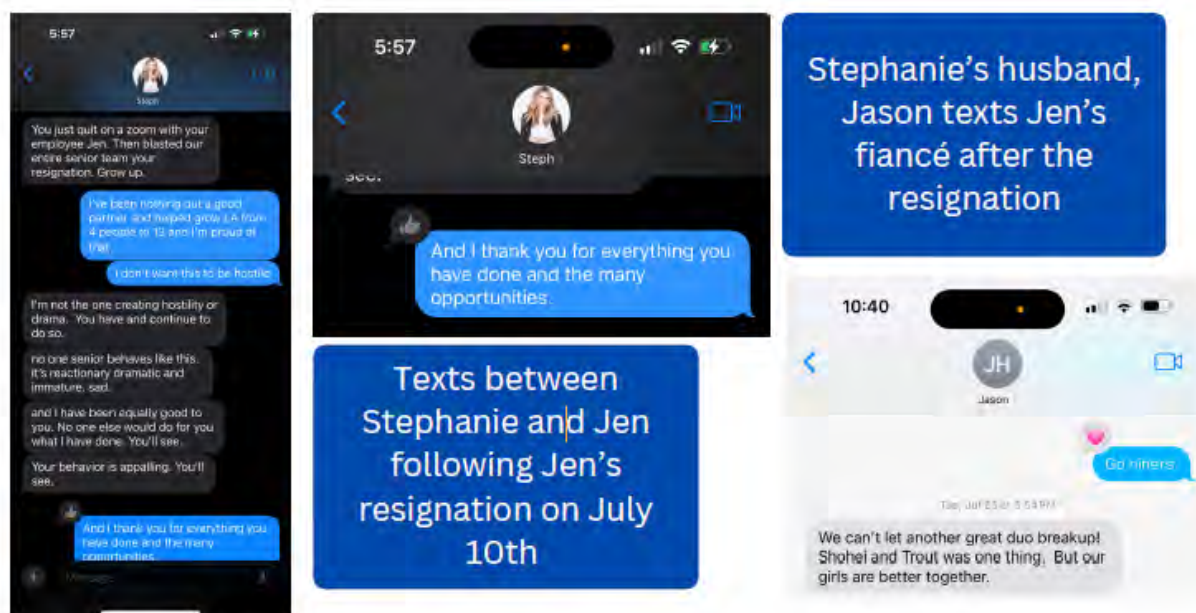 5:57
Steph
You just quit on a zoom with your
employee Jen. Then blasted our
entire senior team your
resignation. Grow up.
I've been nothing but a good
partner and helped grow LA from
4 people to 13 and I'm proud of
that
I don't want this to be hostile
I'm not the one creating hostility or
drama. You have and continue to
do so.
no one senior behaves like this.
it's reactionary dramatic and
immature. sad.
and I have been equally good to
you. No one else would do for you
what I have done. You'll see.
Your behavior is appalling. You'll
see.
And I thank you for everything you
have done and the many
opportunities.
Message
5:57
Steph
see.
And I thank you for everything you
have done and the many
opportunities.
Texts between
Stephanie and Jen
following Jen's
resignation on July
10th
Stephanie's husband,
Jason texts Jen's
fiancé after the
resignation
10:40
JH
Jason
Go niners
Tue, Jul at PM
We can't let another great duo breakup!
Shohei and Trout was one thing. But our
girls are better together.